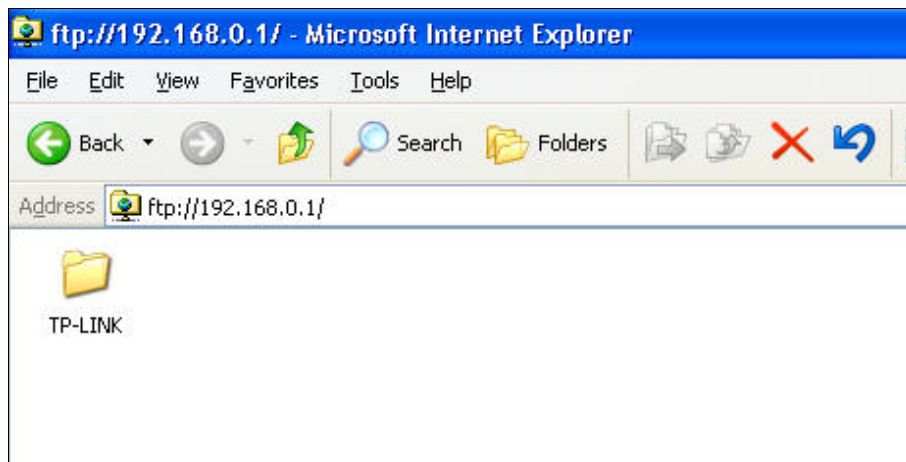 ftp://192.168.0.1/ - Microsoft Internet Explorer
File Edit View Favorites Tools Help
Back Search Folders
Address ftp://192.168.0.1/
TP-LINK